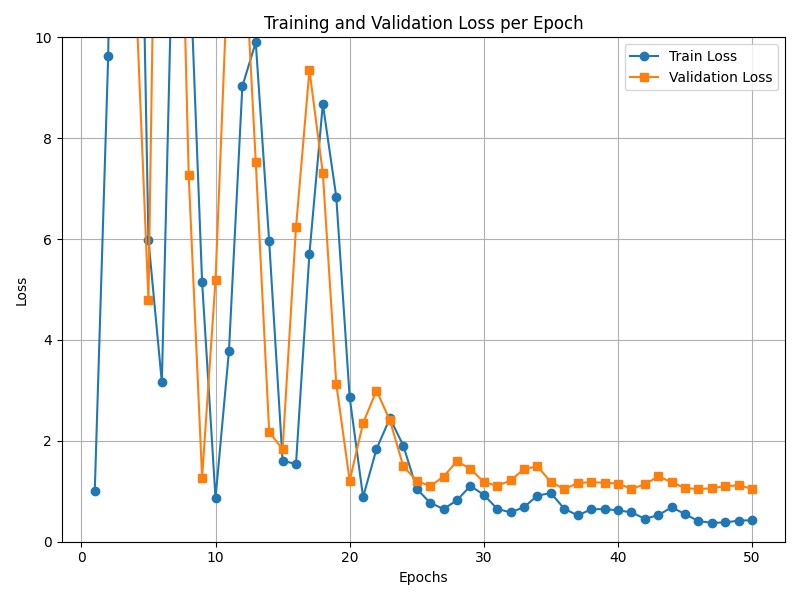 Training and Validation Loss per Epoch
Train Loss
Validation Loss
10
8
6
4
2
0
Loss
0 10 20 30 40 50
Epochs